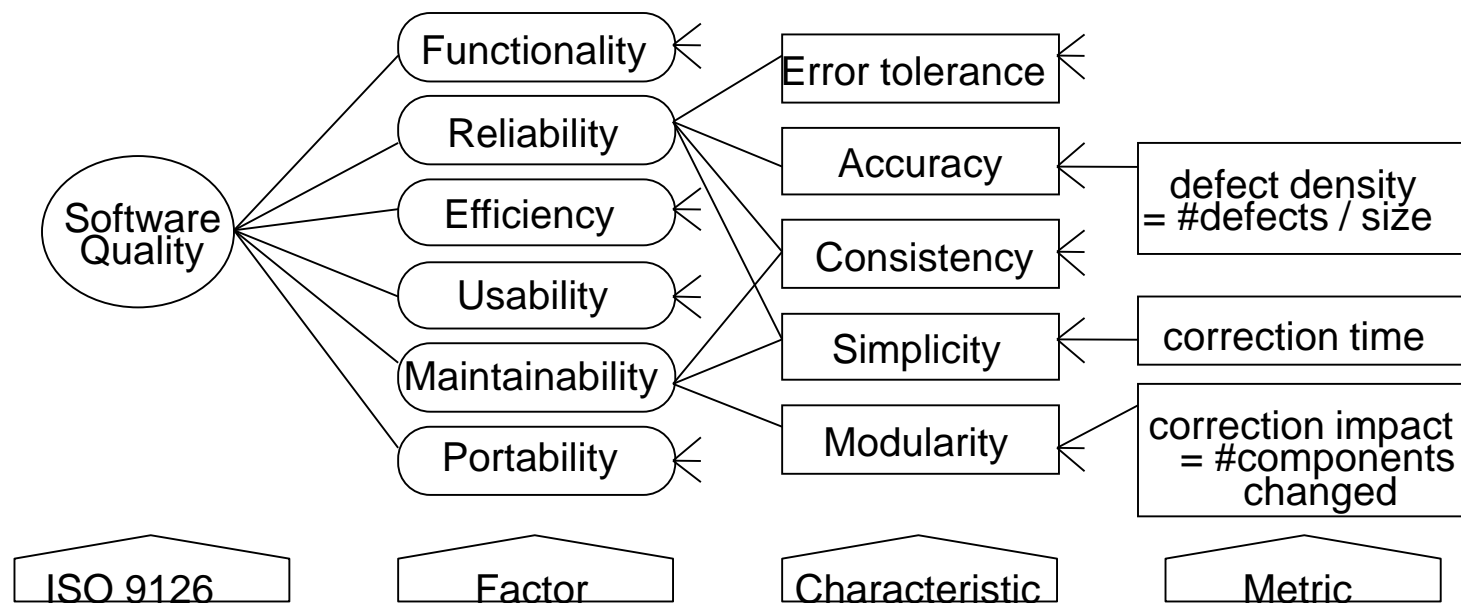 Software
Quality
Functionality
Reliability
Efficiency
Usability
Maintainability
Portability
Error tolerance
Accuracy
Consistency
Simplicity
Modularity
defect density
= #defects / size
correction time
correction impact
= #components
changed
ISO 9126
Factor
Characteristic
Metric